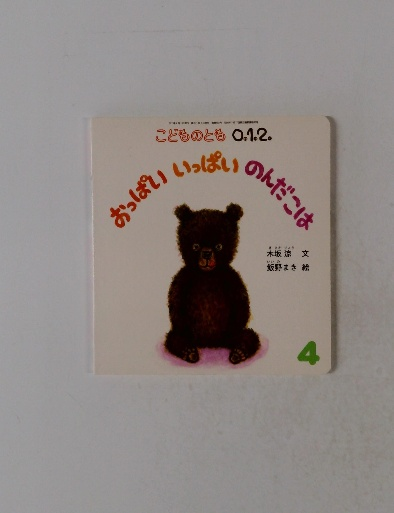 こどものとも 0.1.2.
おっぱい いっぱい のんだこは
木坂 涼 文
飯野まき 絵
4